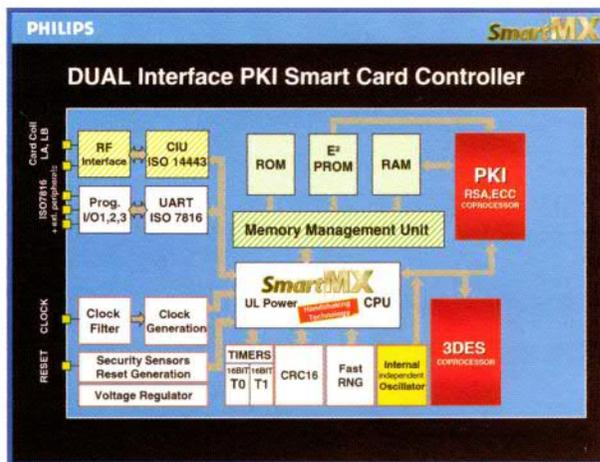 PHILIPS
SmartMX
DUAL Interface PKI Smart Card Controller
Card Coil
LA, LB
RF
Interface
CIU
ISO 14443
ROM
E²
PROM
RAM
PKI
RSA,ECC
COPROCESSOR
ISO7816
+ ext. peripherals
Prog.
I/O1,2,3
UART
ISO 7816
Memory Management Unit
SmartMX
UL Power
Handshaking
Technology
CPU
CLOCK
Clock
Filter
Clock
Generation
RESET
Security Sensors
Reset Generation
Voltage Regulator
TIMERS
16BIT
T0
16BIT
T1
CRC16
Fast
RNG
Internal
independent
Oscillator
3DES
COPROCESSOR